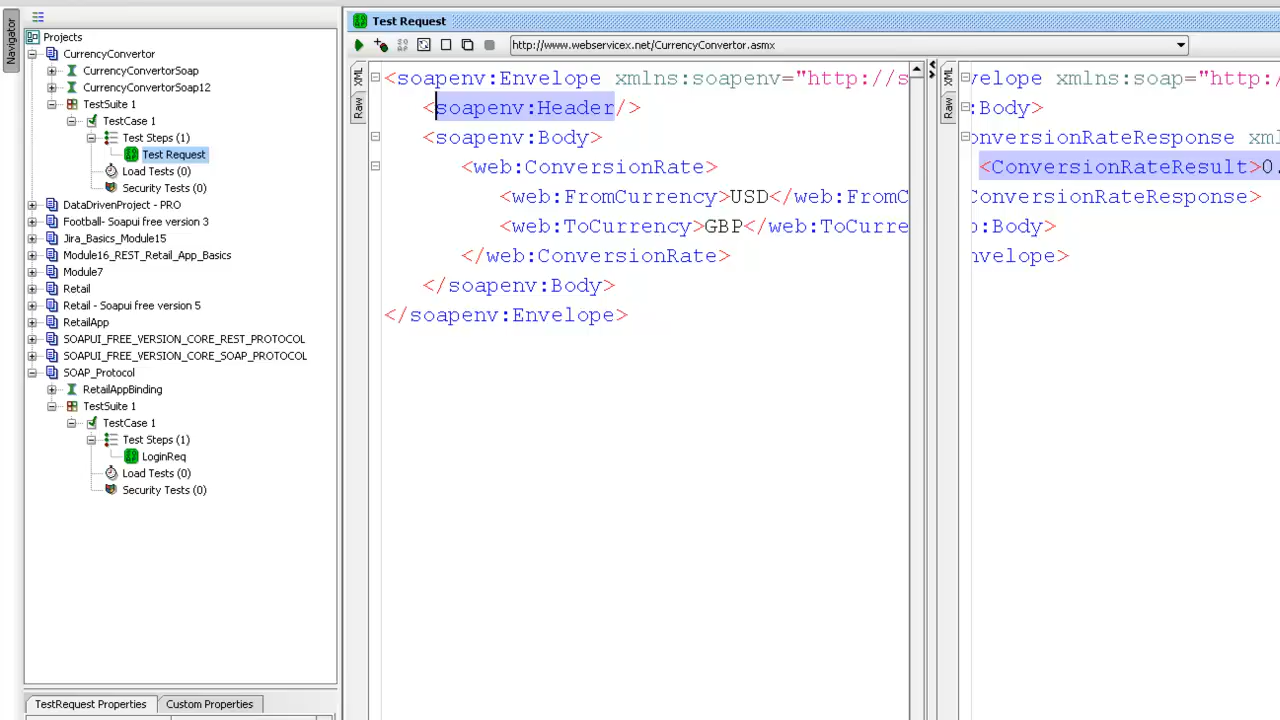 Navigator
Projects
CurrencyConvertor
CurrencyConvertorSoap
CurrencyConvertorSoap12
TestSuite 1
TestCase 1
Test Steps (1)
Test Request
Load Tests (0)
Security Tests (0)
DataDrivenProject - PRO
Football- Soapui free version 3
Jira_Basics_Module15
Module16_REST_Retail_App_Basics
Module7
Retail
Retail - Soapui free version 5
RetailApp
SOAPUI_FREE_VERSION_CORE_REST_PROTOCOL
SOAPUI_FREE_VERSION_CORE_SOAP_PROTOCOL
SOAP_Protocol
RetailAppBinding
TestSuite 1
TestCase 1
Test Steps (1)
LoginReq
Load Tests (0)
Security Tests (0)
TestRequest Properties
Custom Properties
Test Request
http://www.webservicex.net/CurrencyConvertor.asmx
XML
Raw
<soapenv:Envelope xmlns:soapenv="http://s
<soapenv:Header/>
<soapenv:Body>
<web:ConversionRate>
<web:FromCurrency>USD</web:FromC
<web:ToCurrency>GBP</web:ToCurre
</web:ConversionRate>
</soapenv:Body>
</soapenv:Envelope>
XML
Raw
velope xmlns:soap="http:/
:Body>
onversionRateResponse xml
<ConversionRateResult>0.
ConversionRateResponse>
p:Body>
nvelope>